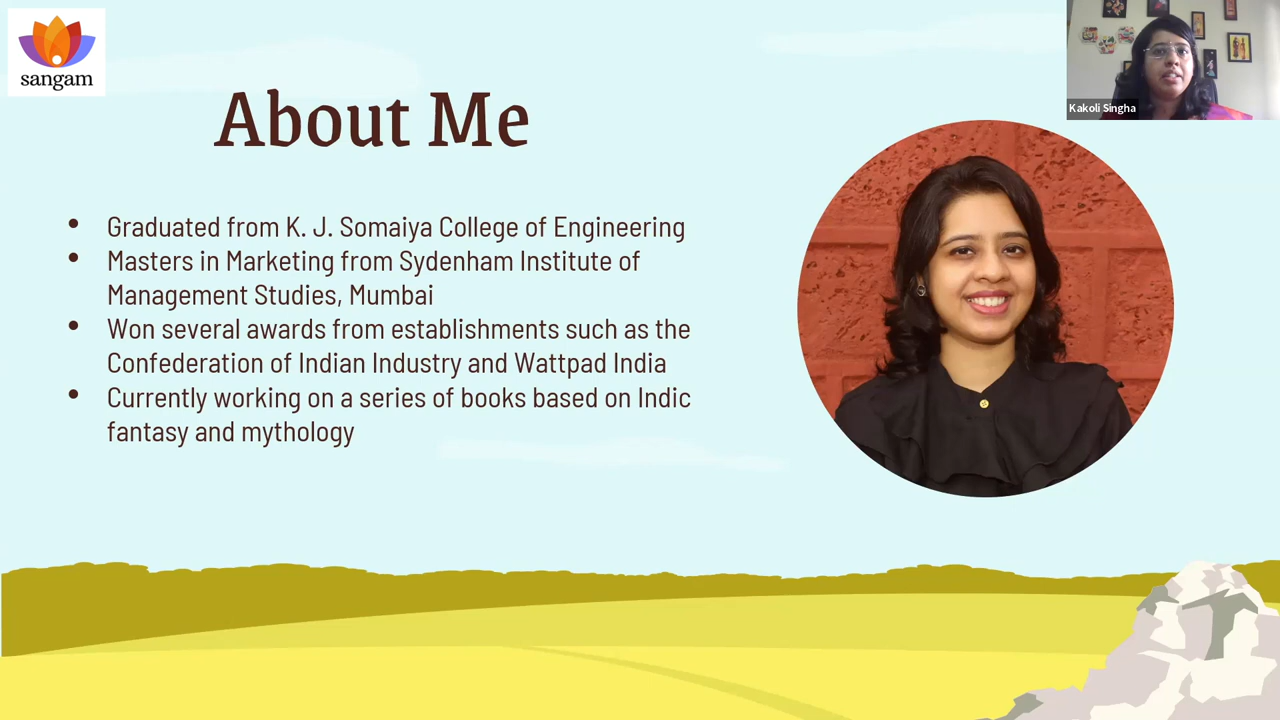 sangam
Kakoli Singha
About Me
• Graduated from K. J. Somaiya College of Engineering
• Masters in Marketing from Sydenham Institute of
Management Studies, Mumbai
• Won several awards from establishments such as the
Confederation of Indian Industry and Wattpad India
• Currently working on a series of books based on Indic
fantasy and mythology